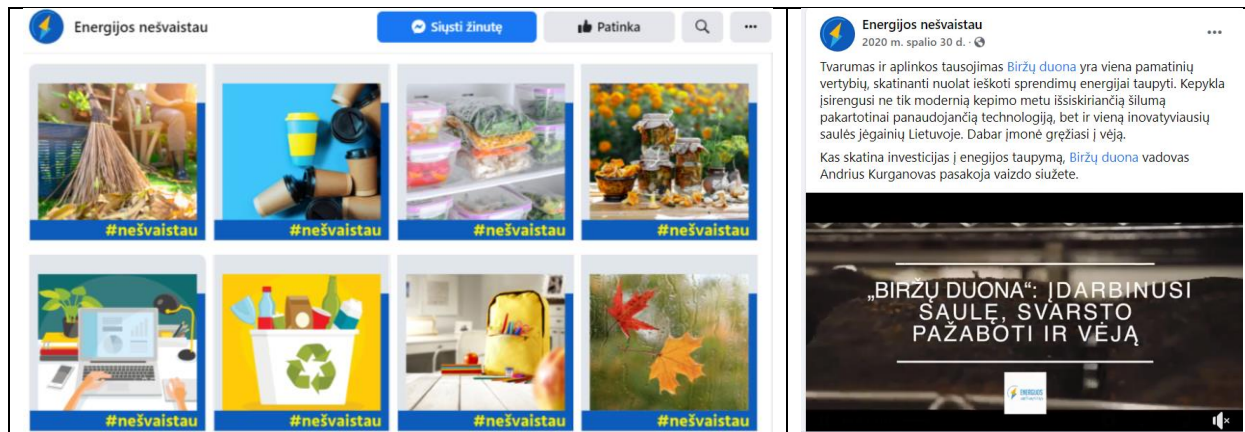 Energijos nešvaistau
Siųsti žinutę
Patinka
#nešvaistau
#nešvaistau
#nešvaistau
#nešvaistau
#nešvaistau
#nešvaistau
#nešvaistau
#nešvaistau
Energijos nešvaistau
2020 m. spalio 30 d. ·
Tvarumas ir aplinkos tausojimas Biržų duona yra viena pamatinių
vertybių, skatinanti nuolat ieškoti sprendimų energijai taupyti. Kepykla
įsirengusi ne tik modernią kepimo metu išsiskiriančią šilumą
pakartotinai panaudojančią technologiją, bet ir vieną inovatyviausių
saulės jėgainių Lietuvoje. Dabar įmonė gręžiasi į vėją.
Kas skatina investicijas į enegijos taupymą, Biržų duona vadovas
Andrius Kurganovas pasakoja vaizdo siužete.
„BIRŽŲ DUONA“: ĮDARBINUSI
SAULĘ, SVARSTO
PAŽABOTI IR VĖJĄ
ENERGIJOS